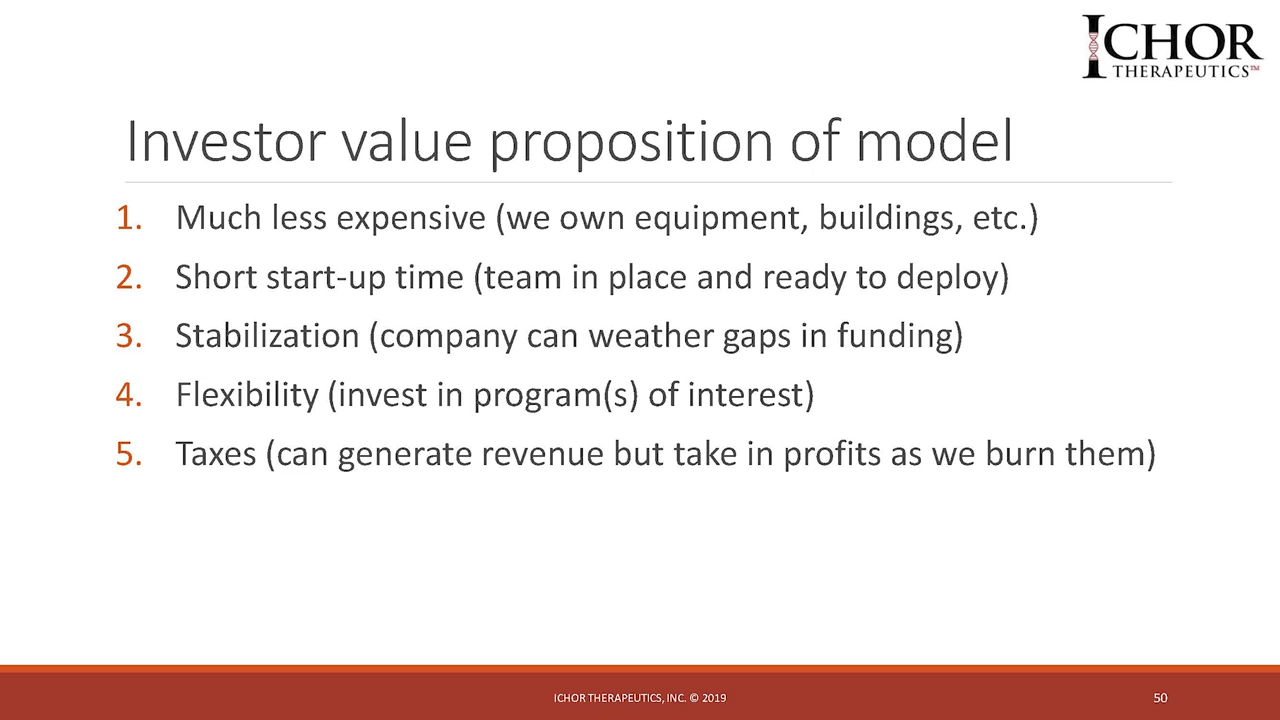 ICHOR
THERAPEUTICS™
Investor value proposition of model
1. Much less expensive (we own equipment, buildings, etc.)
2. Short start-up time (team in place and ready to deploy)
3. Stabilization (company can weather gaps in funding)
4. Flexibility (invest in program(s) of interest)
5. Taxes (can generate revenue but take in profits as we burn them)
ICHOR THERAPEUTICS, INC. © 2019
50